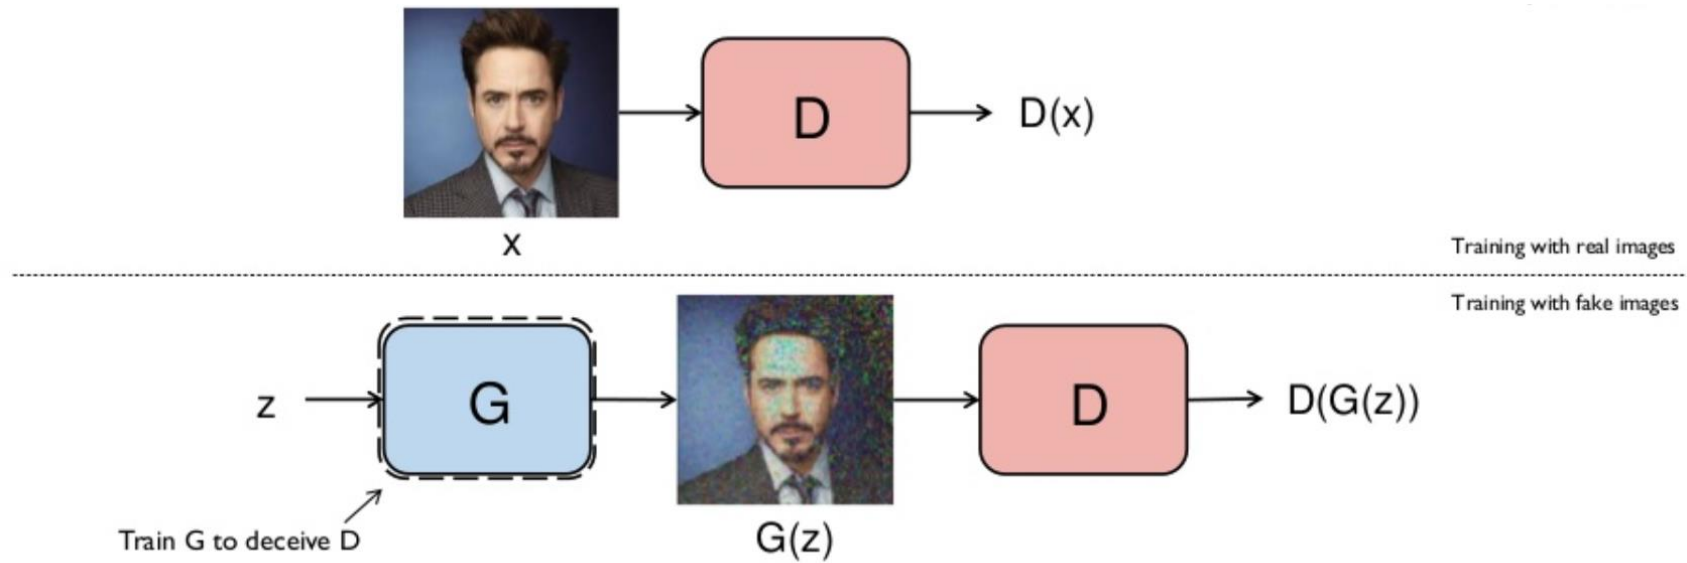 D
D(x)
x
Training with real images
Training with fake images
z
G
D
D(G(z))
Train G to deceive D
G(z)